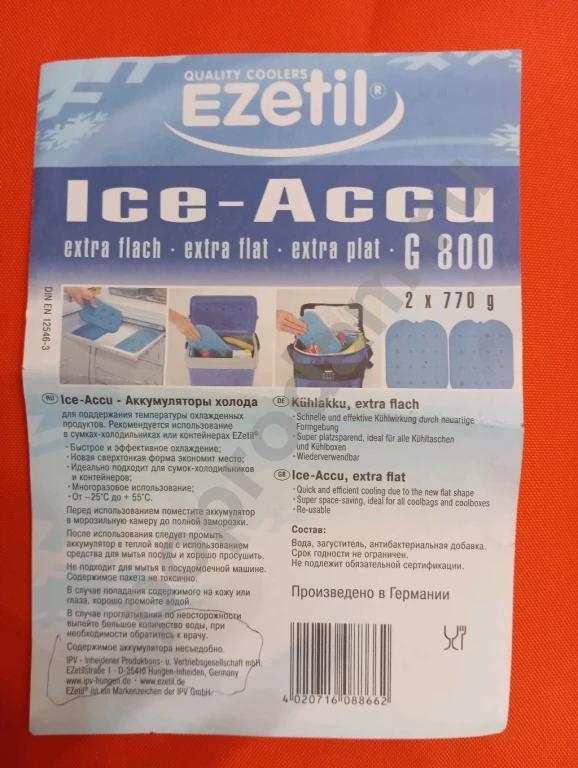 QUALITY COOLERS
EZetil®
Ice-Accu
extra flach · extra flat · extra plat · G 800
2 x 770 g
DIN EN 12546-3
RU Ice-Accu - Аккумуляторы холода
для поддержания температуры охлажденных
продуктов. Рекомендуется использование
в сумках-холодильниках или контейнерах EZetil®.
· Быстрое и эффективное охлаждение;
· Новая сверхтонкая форма экономит место;
· Идеально подходит для сумок-холодильников
и контейнеров;
· Многоразовое использование;
· От –25°C до + 55°C.
Перед использованием поместите аккумулятор
в морозильную камеру до полной заморозки.
После использования следует промыть
аккумулятор в теплой воде с использованием
средства для мытья посуды и хорошо просушить.
Не подходит для мытья в посудомоечной машине.
Содержимое пакета не токсично.
В случае попадания содержимого на кожу или
глаза, хорошо промойте водой.
В случае проглатывания по неосторожности
выпейте большое количество воды, при
необходимости обратитесь к врачу.
Содержимое аккумулятора несъедобно.
IPV - Inheidener Produktions- u. Vertriebsgesellschaft mbH
EZetilstraße 1 · D-35410 Hungen-Inheiden, Germany
www.ipv-hungen.de · www.ezetil.de
EZetil® ist ein Markenzeichen der IPV GmbH
DE Kühlakku, extra flach
· Schnelle und effektive Kühlwirkung durch neuartige
Formgebung
· Super platzsparend, ideal für alle Kühltaschen
und Kühlboxen
· Wiederverwendbar
GB Ice-Accu, extra flat
· Quick and efficient cooling due to the new flat shape
· Super space-saving, ideal for all coolbags and coolboxes
· Re-usable
Состав:
Вода, загуститель, антибактериальная добавка.
Срок годности не ограничен.
Не подлежит обязательной сертификации.
Произведено в Германии
4 020716 088662